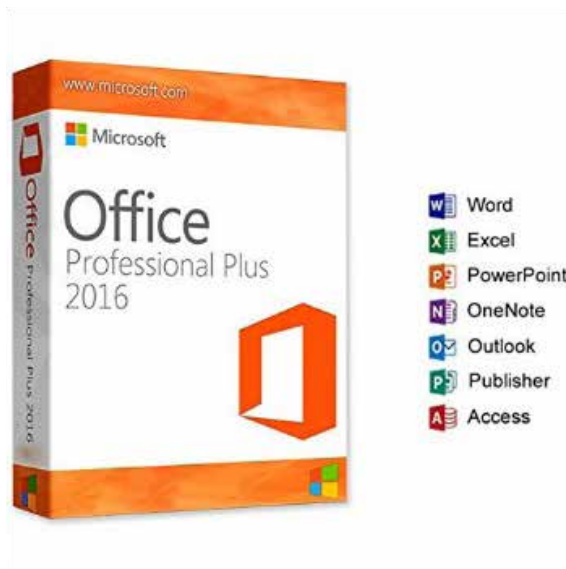 www.microsoft.com
Microsoft
Office
Professional Plus
2016
Office Professional Plus 2016
W Word
X Excel
P PowerPoint
N OneNote
O Outlook
P Publisher
A Access